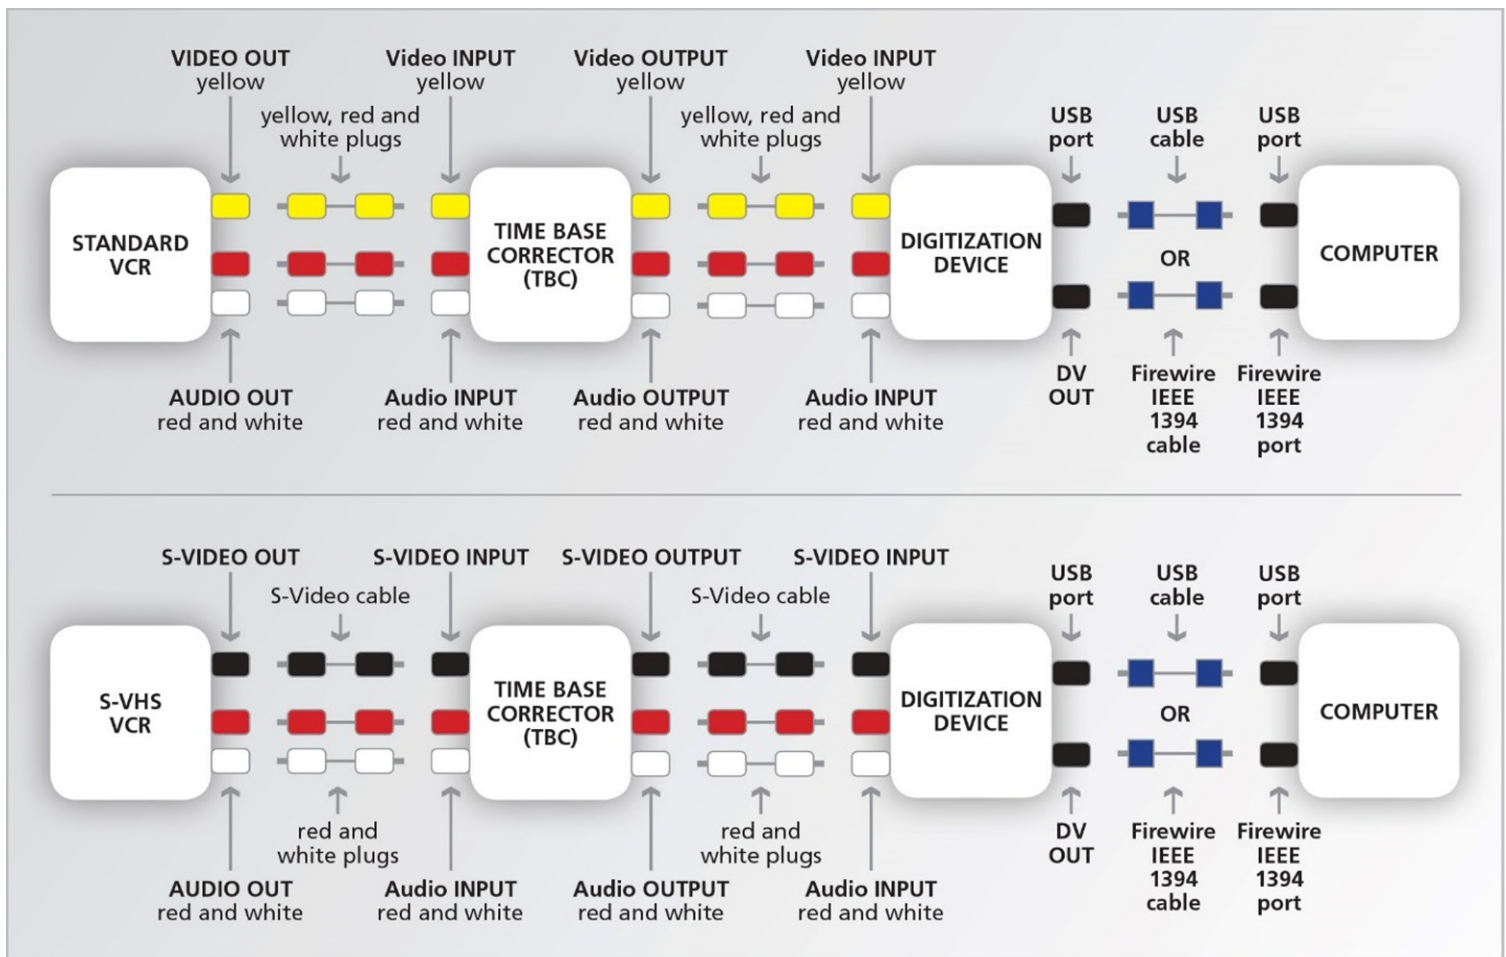 VIDEO OUT
yellow
Video INPUT
yellow
Video OUTPUT
yellow
Video INPUT
yellow
yellow, red and
white plugs
yellow, red and
white plugs
USB
port
USB
cable
USB
port
STANDARD
VCR
TIME BASE
CORRECTOR
(TBC)
DIGITIZATION
DEVICE
OR
COMPUTER
AUDIO OUT
red and white
Audio INPUT
red and white
Audio OUTPUT
red and white
Audio INPUT
red and white
DV
OUT
Firewire
IEEE
1394
cable
Firewire
IEEE
1394
port
S-VIDEO OUT
S-VIDEO INPUT
S-VIDEO OUTPUT
S-VIDEO INPUT
S-Video cable
S-Video cable
USB
port
USB
cable
USB
port
S-VHS
VCR
TIME BASE
CORRECTOR
(TBC)
DIGITIZATION
DEVICE
OR
COMPUTER
red and
white plugs
red and
white plugs
AUDIO OUT
red and white
Audio INPUT
red and white
Audio OUTPUT
red and white
Audio INPUT
red and white
DV
OUT
Firewire
IEEE
1394
cable
Firewire
IEEE
1394
port